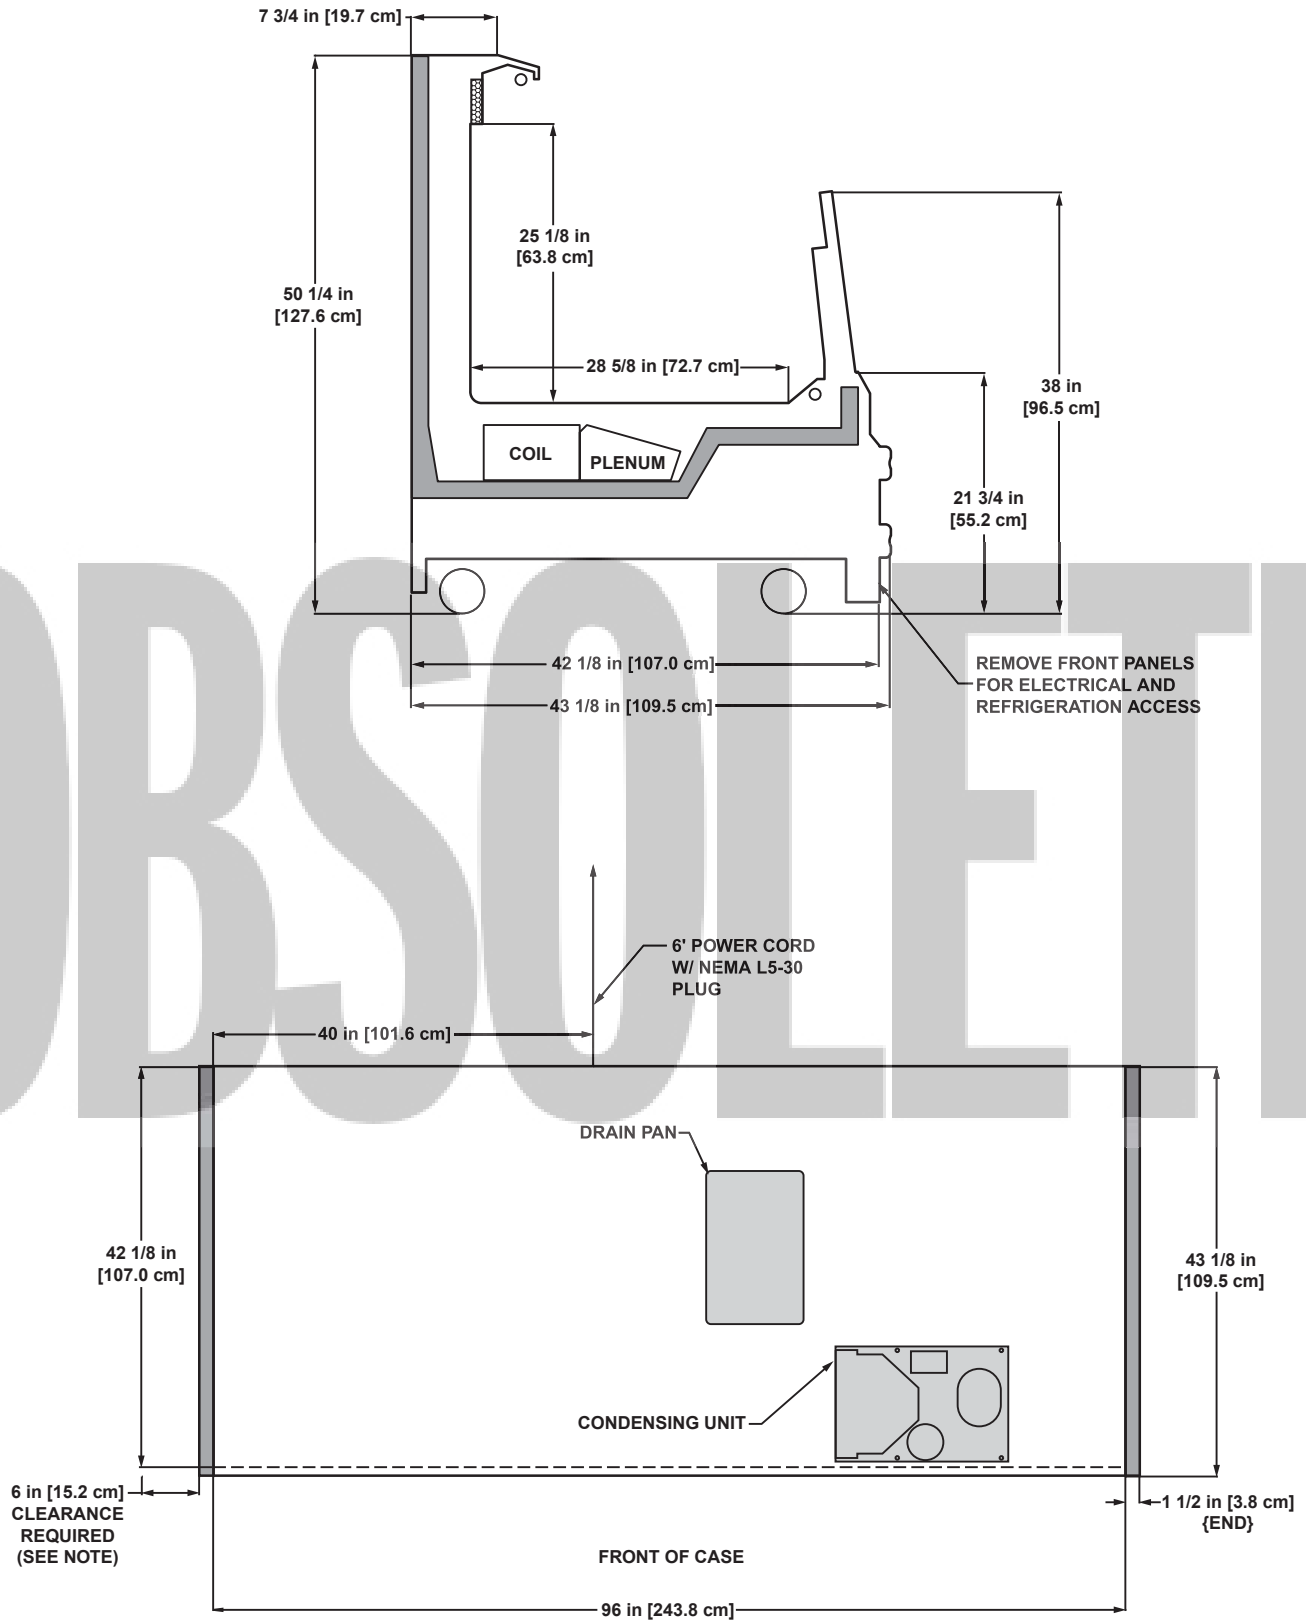 7 3/4 in [19.7 cm]
25 1/8 in
[63.8 cm]
50 1/4 in
[127.6 cm]
28 5/8 in [72.7 cm]
38 in
[96.5 cm]
COIL
PLENUM
21 3/4 in
[55.2 cm]
42 1/8 in [107.0 cm]
43 1/8 in [109.5 cm]
REMOVE FRONT PANELS
FOR ELECTRICAL AND
REFRIGERATION ACCESS
OBSOLETE
6' POWER CORD
W/ NEMA L5-30
PLUG
40 in [101.6 cm]
DRAIN PAN
42 1/8 in
[107.0 cm]
43 1/8 in
[109.5 cm]
CONDENSING UNIT
6 in [15.2 cm]
CLEARANCE
REQUIRED
(SEE NOTE)
1 1/2 in [3.8 cm]
{END}
FRONT OF CASE
96 in [243.8 cm]